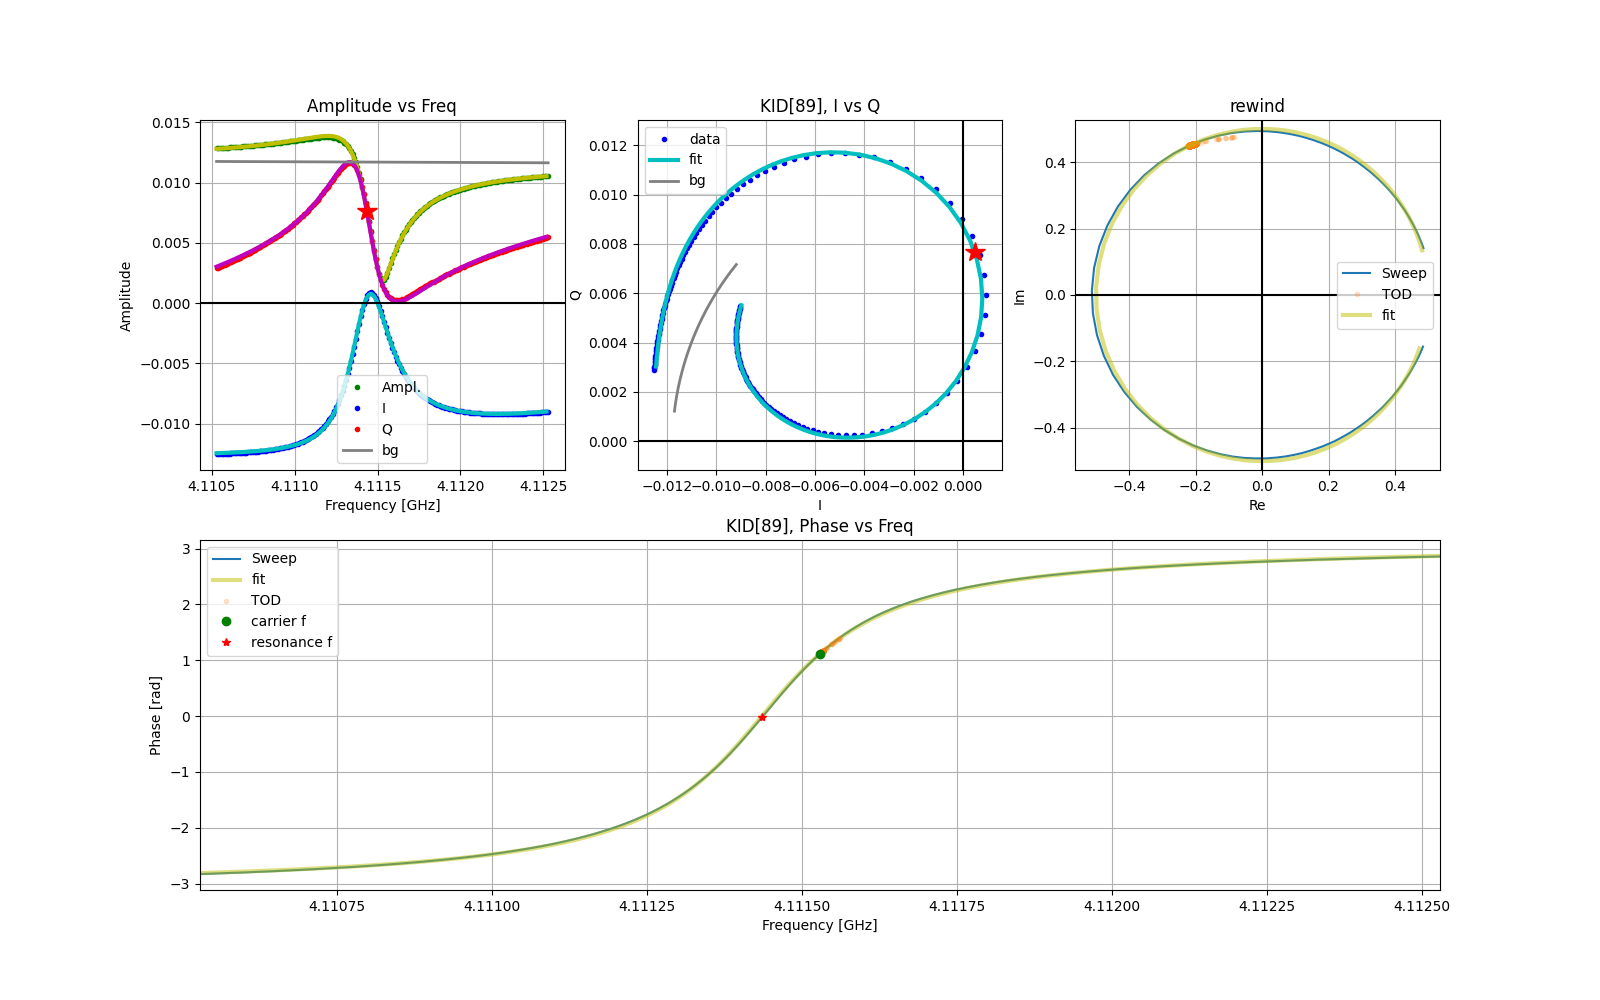 Amplitude vs Freq
0.015
0.010
0.005
0.000
−0.005
−0.010
Amplitude
Ampl.
I
Q
bg
4.1105 4.1110 4.1115 4.1120 4.1125
Frequency [GHz]
KID[89], I vs Q
data
fit
bg
0.012
0.010
0.008
0.006
0.004
0.002
0.000
Q
−0.012 −0.010 −0.008 −0.006 −0.004 −0.002 0.000
I
rewind
0.4
0.2
0.0
−0.2
−0.4
Im
Sweep
TOD
fit
−0.4 −0.2 0.0 0.2 0.4
Re
KID[89], Phase vs Freq
Sweep
fit
TOD
carrier f
resonance f
3
2
1
0
−1
−2
−3
Phase [rad]
4.11075 4.11100 4.11125 4.11150 4.11175 4.11200 4.11225 4.11250
Frequency [GHz]